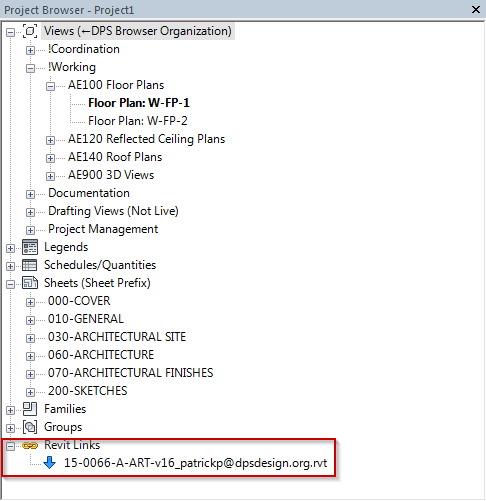 Project Browser - Project1
Views (←DPS Browser Organization)
!Coordination
!Working
AE100 Floor Plans
Floor Plan: W-FP-1
Floor Plan: W-FP-2
AE120 Reflected Ceiling Plans
AE140 Roof Plans
AE900 3D Views
Documentation
Drafting Views (Not Live)
Project Management
Legends
Schedules/Quantities
Sheets (Sheet Prefix)
000-COVER
010-GENERAL
030-ARCHITECTURAL SITE
060-ARCHITECTURE
070-ARCHITECTURAL FINISHES
200-SKETCHES
Families
Groups
Revit Links
15-0066-A-ART-v16_patrickp@dpsdesign.org.rvt